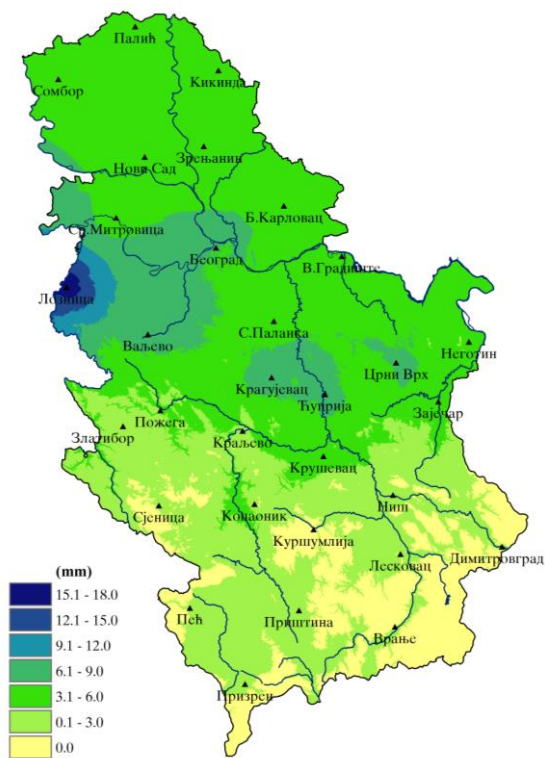 Палић
Кикинда
Сомбор
Зрењанин
Нови Сад
Б.Карловац
Ср.Митровица
Београд
В.Градиште
Лозница
С.Паланка
Ваљево
Неготин
Црни Врх
Крагујевац
Ћуприја
Зајечар
Пожега
Златибор
Краљево
Крушевац
Ниш
Сјеница
Копаоник
Куршумлија
Лесковац
Димитровград
Пећ
Приштина
Врање
Призрен
(mm)
15.1 - 18.0
12.1 - 15.0
9.1 - 12.0
6.1 - 9.0
3.1 - 6.0
0.1 - 3.0
0.0